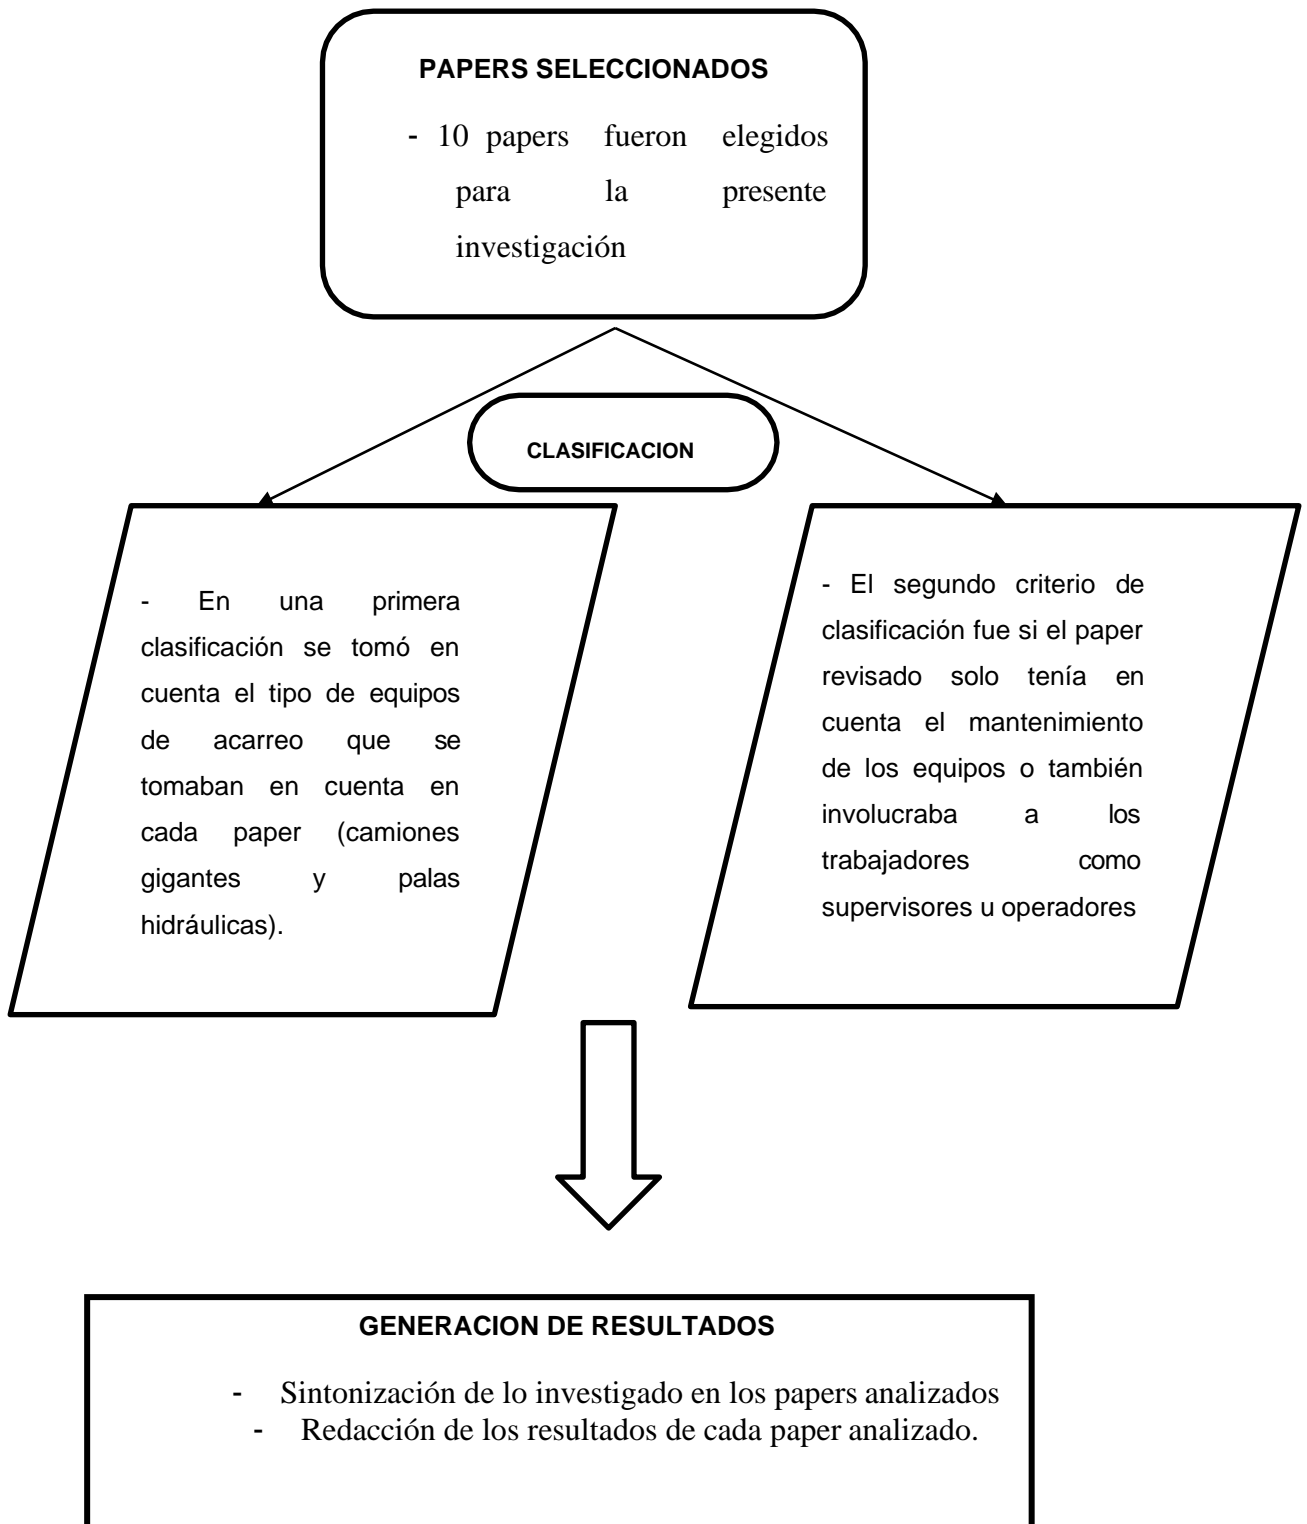 PAPERS SELECCIONADOS
- 10 papers fueron elegidos
para la presente
investigación
CLASIFICACION
- En una primera
clasificación se tomó en
cuenta el tipo de equipos
de acarreo que se
tomaban en cuenta en
cada paper (camiones
gigantes y palas
hidráulicas).
- El segundo criterio de
clasificación fue si el paper
revisado solo tenía en
cuenta el mantenimiento
de los equipos o también
involucraba a los
trabajadores como
supervisores u operadores
GENERACION DE RESULTADOS
- Sintonización de lo investigado en los papers analizados
- Redacción de los resultados de cada paper analizado.